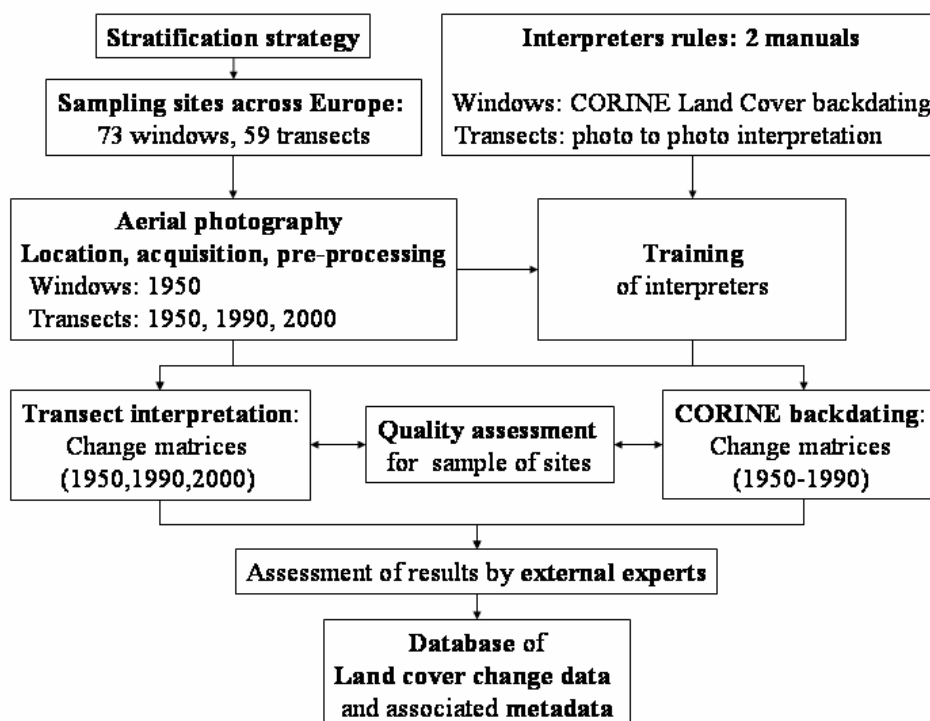 Stratification strategy
Interpreters rules: 2 manuals
Windows: CORINE Land Cover backdating
Transects: photo to photo interpretation
Sampling sites across Europe:
73 windows, 59 transects
Aerial photography
Location, acquisition, pre-processing
Windows: 1950
Transects: 1950, 1990, 2000
Training
of interpreters
Transect interpretation:
Change matrices
(1950,1990,2000)
Quality assessment
for sample of sites
CORINE backdating:
Change matrices
(1950-1990)
Assessment of results by external experts
Database of
Land cover change data
and associated metadata